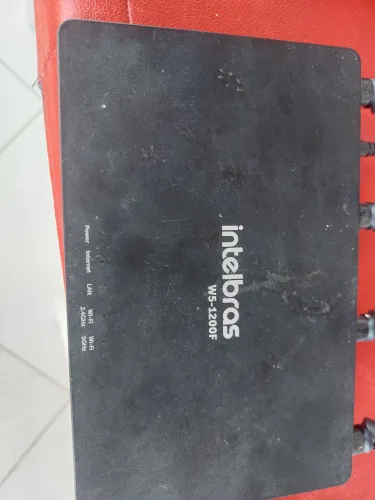 intelbras
W5-1200F
Power
Internet
LAN
Wi-Fi
2.4GHz
Wi-Fi
5GHz